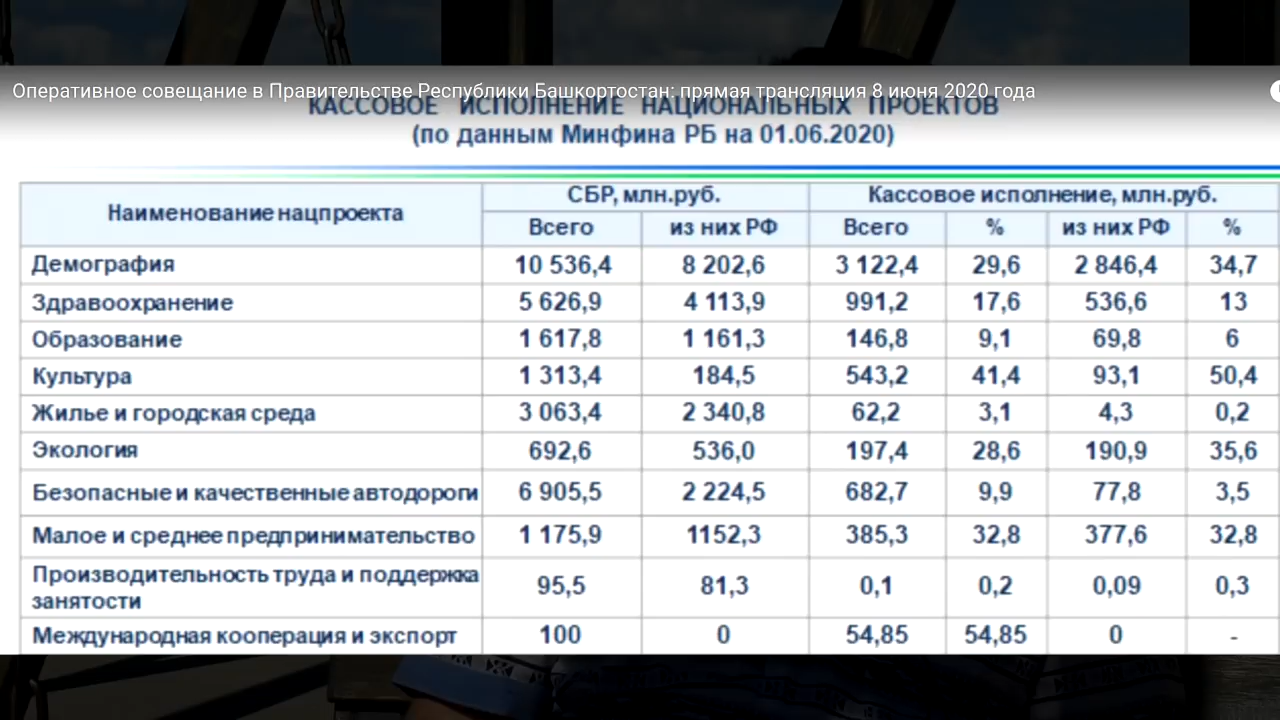 Оперативное совещание в Правительстве Республики Башкортостан: прямая трансляция 8 июня 2020 года
КАССОВОЕ ИСПОЛНЕНИЕ НАЦИОНАЛЬНЫХ ПРОЕКТОВ
(по данным Минфина РБ на 01.06.2020)
Наименование нацпроекта СБР, млн.руб. Кассовое исполнение, млн.руб.
Всего из них РФ Всего % из них РФ %
Демография 10 536,4 8 202,6 3 122,4 29,6 2 846,4 34,7
Здравоохранение 5 626,9 4 113,9 991,2 17,6 536,6 13
Образование 1 617,8 1 161,3 146,8 9,1 69,8 6
Культура 1 313,4 184,5 543,2 41,4 93,1 50,4
Жилье и городская среда 3 063,4 2 340,8 62,2 3,1 4,3 0,2
Экология 692,6 536,0 197,4 28,6 190,9 35,6
Безопасные и качественные автодороги 6 905,5 2 224,5 682,7 9,9 77,8 3,5
Малое и среднее предпринимательство 1 175,9 1152,3 385,3 32,8 377,6 32,8
Производительность труда и поддержка
занятости 95,5 81,3 0,1 0,2 0,09 0,3
Международная кооперация и экспорт 100 0 54,85 54,85 0 -